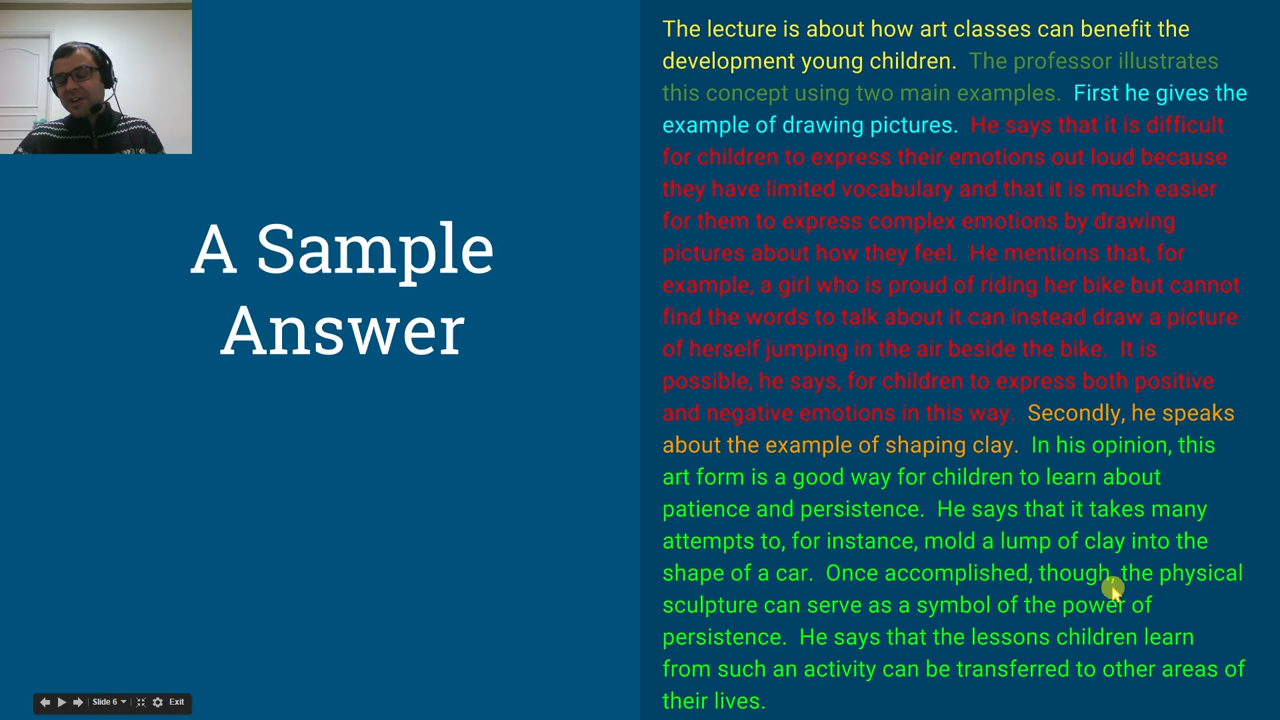 A Sample
Answer
The lecture is about how art classes can benefit the
development young children. The professor illustrates
this concept using two main examples. First he gives the
example of drawing pictures. He says that it is difficult
for children to express their emotions out loud because
they have limited vocabulary and that it is much easier
for them to express complex emotions by drawing
pictures about how they feel. He mentions that, for
example, a girl who is proud of riding her bike but cannot
find the words to talk about it can instead draw a picture
of herself jumping in the air beside the bike. It is
possible, he says, for children to express both positive
and negative emotions in this way. Secondly, he speaks
about the example of shaping clay. In his opinion, this
art form is a good way for children to learn about
patience and persistence. He says that it takes many
attempts to, for instance, mold a lump of clay into the
shape of a car. Once accomplished, though, the physical
sculpture can serve as a symbol of the power of
persistence. He says that the lessons children learn
from such an activity can be transferred to other areas of
their lives.
Slide 6 Exit